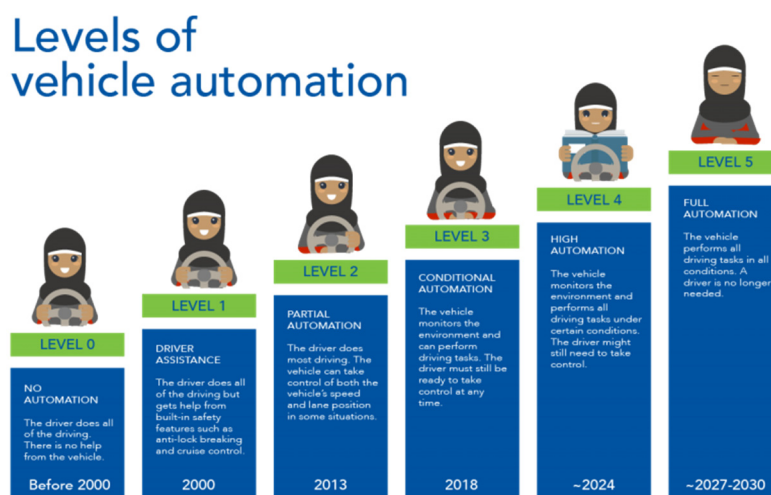 Levels of
vehicle automation
LEVEL 0
NO
AUTOMATION
The driver does all
of the driving.
There is no help
from the vehicle.
Before 2000
LEVEL 1
DRIVER
ASSISTANCE
The driver does all
of the driving but
gets help from
built-in safety
features such as
anti-lock breaking
and cruise control.
2000
LEVEL 2
PARTIAL
AUTOMATION
The driver does
most driving. The
vehicle can take
control of both the
vehicle's speed
and lane position
in some situations.
2013
LEVEL 3
CONDITIONAL
AUTOMATION
The vehicle
monitors the
environment and
can perform
driving tasks. The
driver must still be
ready to take
control at any
time.
2018
LEVEL 4
HIGH
AUTOMATION
The vehicle
monitors the
environment and
performs all
driving tasks under
certain conditions.
The driver might
still need to take
control.
~2024
LEVEL 5
FULL
AUTOMATION
The vehicle
performs all
driving tasks in all
conditions. A
driver is no longer
needed.
~2027-2030